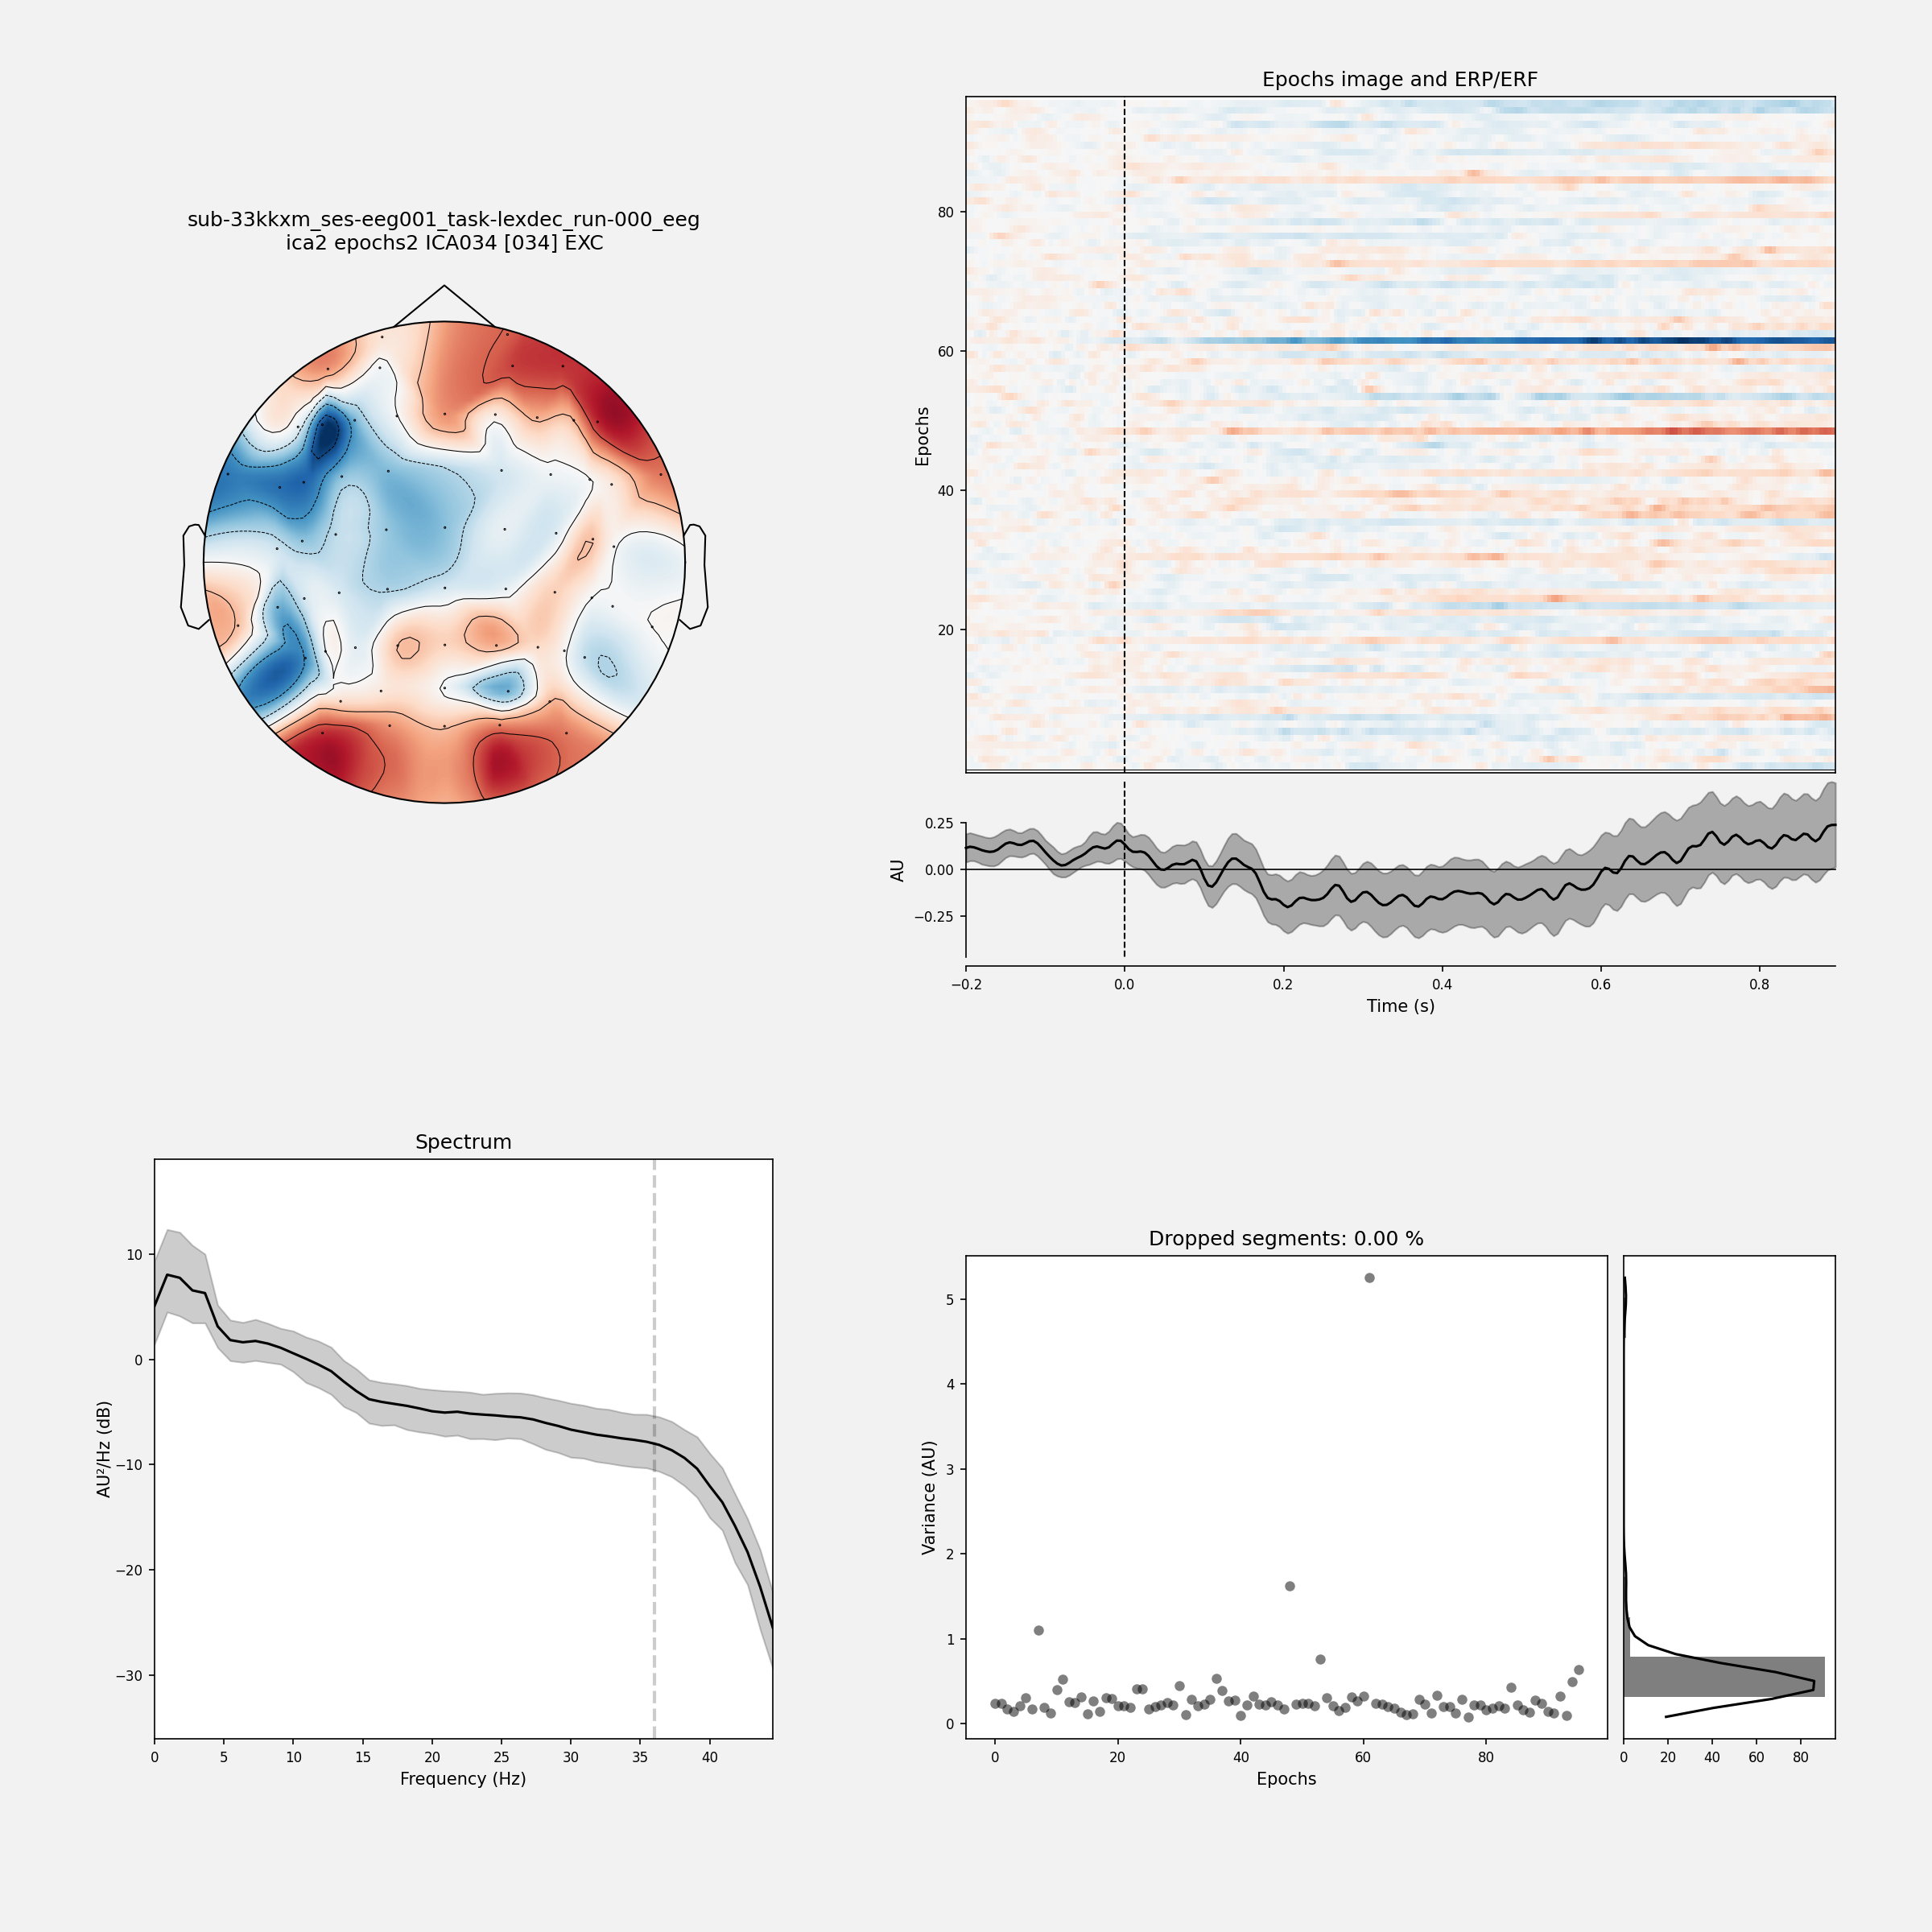 sub-33kkxm_ses-eeg001_task-lexdec_run-000_eeg
ica2 epochs2 ICA034 [034] EXC
Epochs image and ERP/ERF
80
60
40
20
Epochs
0.25
0.00
−0.25
AU
−0.2 0.0 0.2 0.4 0.6 0.8
Time (s)
Spectrum
10
0
−10
−20
−30
AU²/Hz (dB)
0 5 10 15 20 25 30 35 40
Frequency (Hz)
Dropped segments: 0.00 %
5
4
3
2
1
0
Variance (AU)
0 20 40 60 80
Epochs
0 20 40 60 80